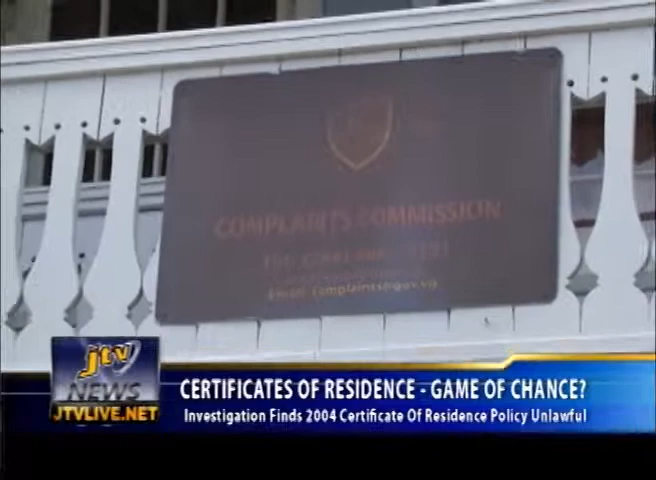 COMPLAINTS COMMISSION
jtv
NEWS
JTVLIVE.NET
CERTIFICATES OF RESIDENCE - GAME OF CHANCE?
Investigation Finds 2004 Certificate Of Residence Policy Unlawful